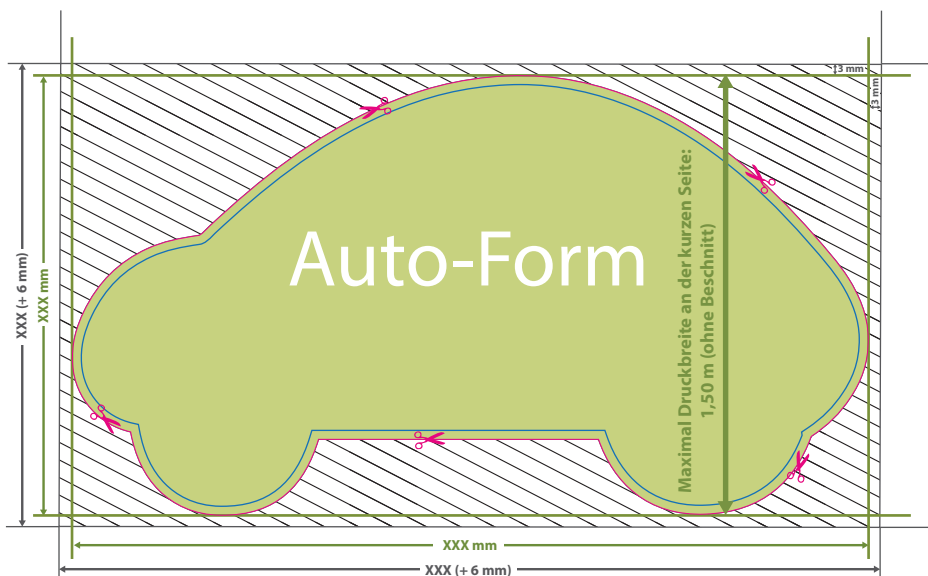 3 mm
3 mm
Auto-Form
Maximal Druckbreite an der kurzen Seite:
1,50 m (ohne Beschnitt)
XXX (+ 6 mm)
XXX mm
XXX mm
XXX (+ 6 mm)